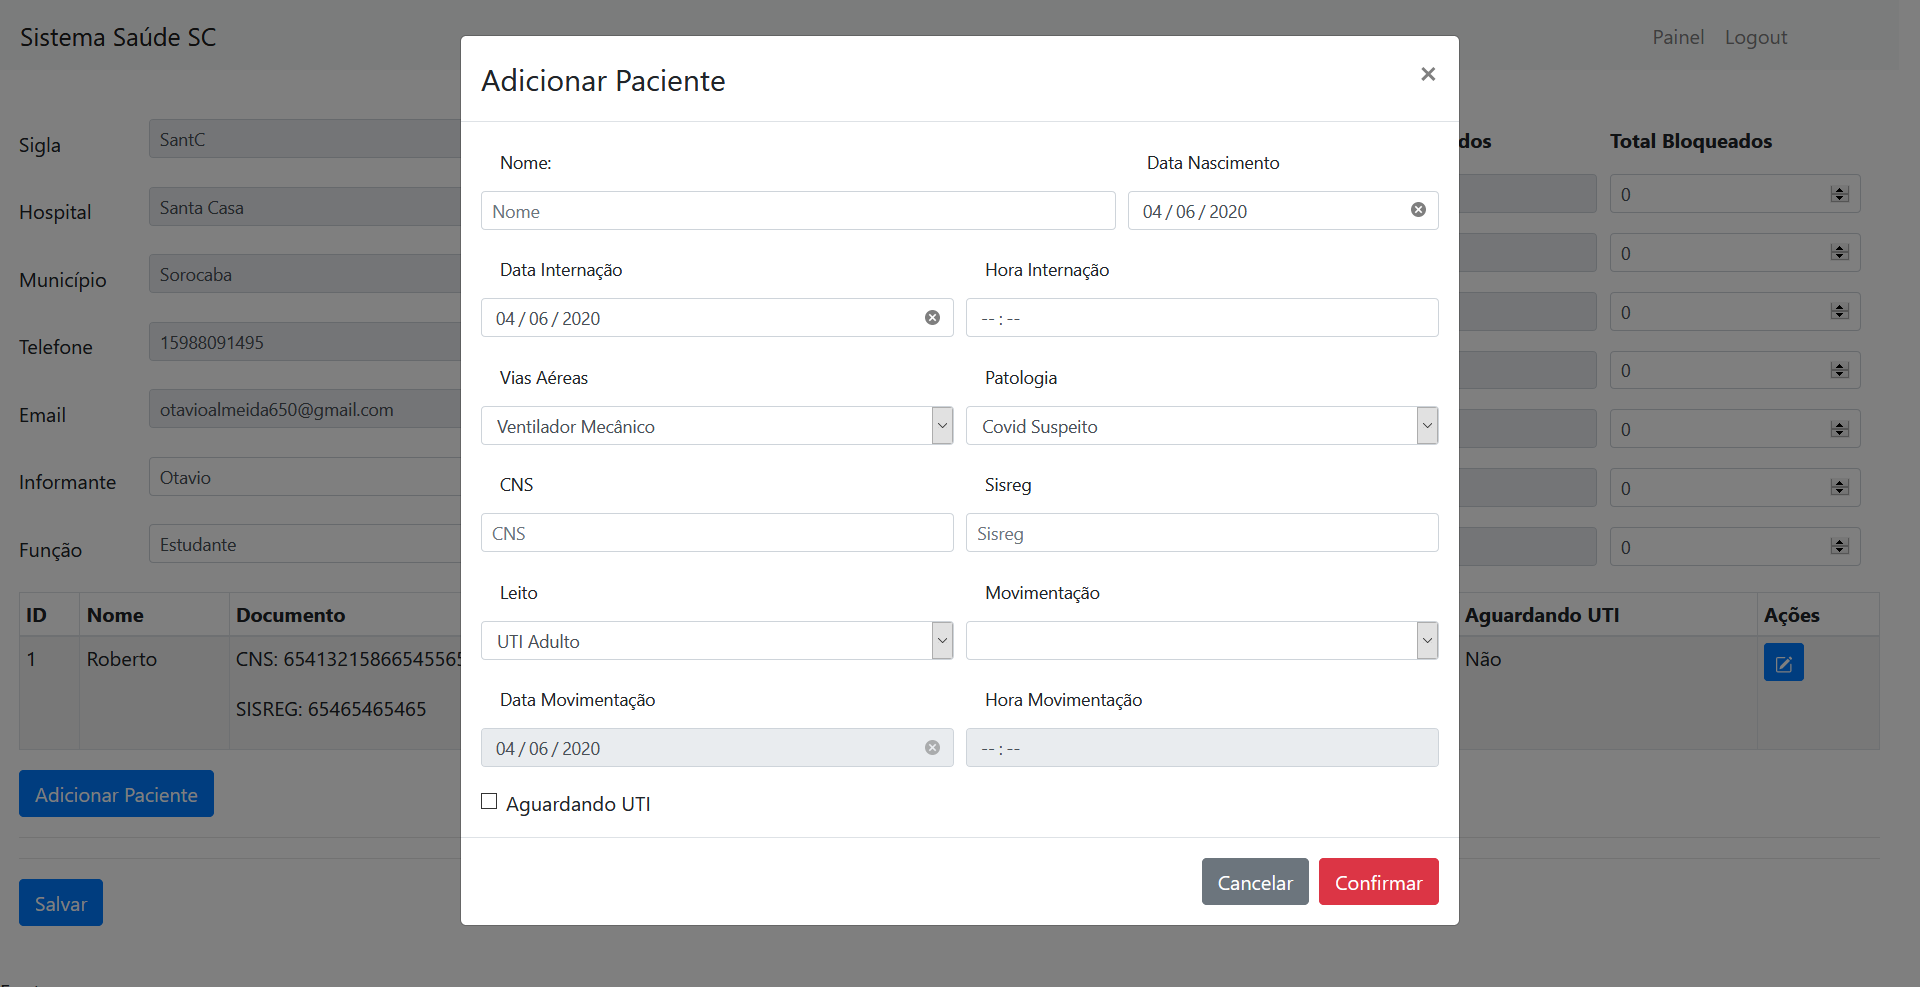 Sistema Saúde SC
Painel Logout
Adicionar Paciente
×
Nome:
Data Nascimento
Nome
04 / 06 / 2020
Data Internação
Hora Internação
04 / 06 / 2020
-- : --
Vias Aéreas
Patologia
Ventilador Mecânico
Covid Suspeito
CNS
Sisreg
CNS
Sisreg
Leito
Movimentação
UTI Adulto
Data Movimentação
Hora Movimentação
04 / 06 / 2020
-- : --
Aguardando UTI
Cancelar
Confirmar
Sigla
SantC
Hospital
Santa Casa
Município
Sorocaba
Telefone
15988091495
Email
otavioalmeida650@gmail.com
Informante
Otavio
Função
Estudante
dos
Total Bloqueados
0
0
0
0
0
0
0
ID Nome Documento Aguardando UTI Ações
1 Roberto CNS: 65413215866545565 Não
SISREG: 65465465465
Adicionar Paciente
Salvar